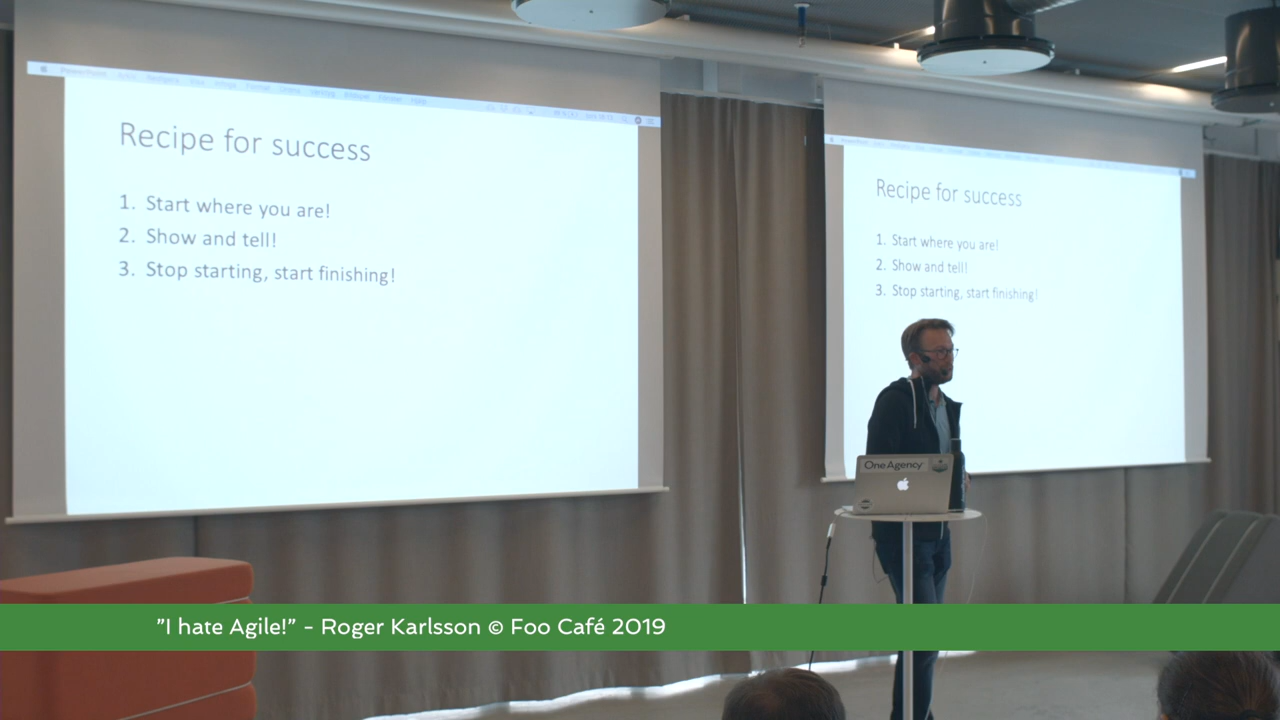 PowerPoint
Recipe for success
1. Start where you are!
2. Show and tell!
3. Stop starting, start finishing!
Recipe for success
1. Start where you are!
2. Show and tell!
3. Stop starting, start finishing!
OneAgency
”I hate Agile!” - Roger Karlsson © Foo Café 2019